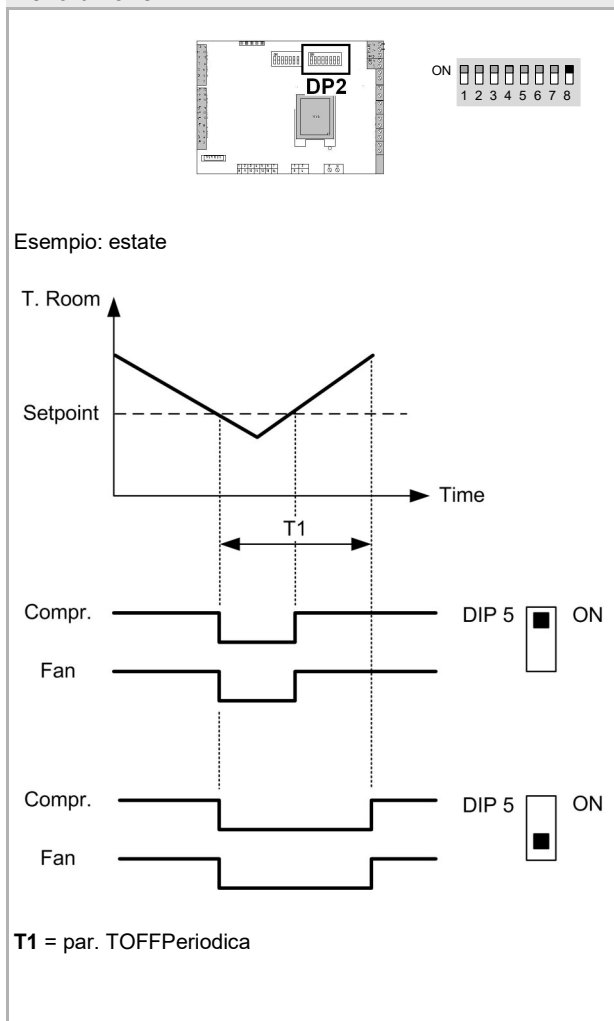 DP2
ON
1 2 3 4 5 6 7 8
Esempio: estate
T. Room
Setpoint
Time
T1
Compr.
DIP 5 ON
Fan
Compr.
DIP 5 ON
Fan
T1 = par. TOFFPeriodica